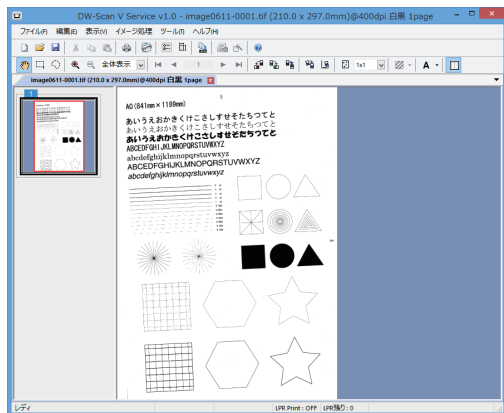 DW-Scan V Service v1.0 - image0611-0001.tif (210.0 x 297.0mm)@400dpi 白黒 1page
ファイル(F) 編集(E) 表示(V) イメージ処理 ツール(T) ヘルプ(H)
全体表示 1 1x1 A
image0611-0001.tif (210.0 x 297.0mm)@400dpi 白黒 1page
1
A0 (841mm×1189mm)
あいうえおかきくけこさしすせそたちつてと
あいうえおかきくけこさしすせそたちつてと
あいうえおかきくけこさしすせそたちつてと
ABCDEFGHIJKLMNOPQRSTUVWXYZ
abcdefghijklmnopqrstuvwxyz
ABCDEFGHIJKLMNOPQRSTUVWXYZ
abcdefghijklmnopqrstuvwxyz
レディ LPR Print : OFF LPR残り : 0